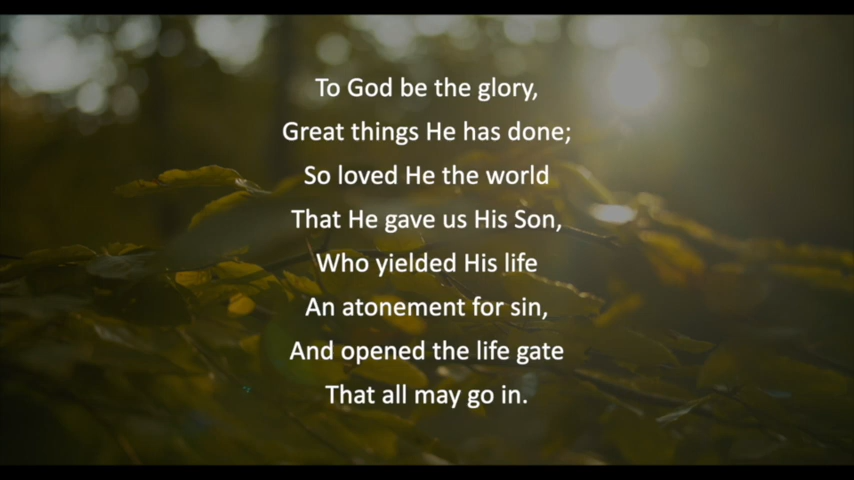 To God be the glory,
Great things He has done;
So loved He the world
That He gave us His Son,
Who yielded His life
An atonement for sin,
And opened the life gate
That all may go in.